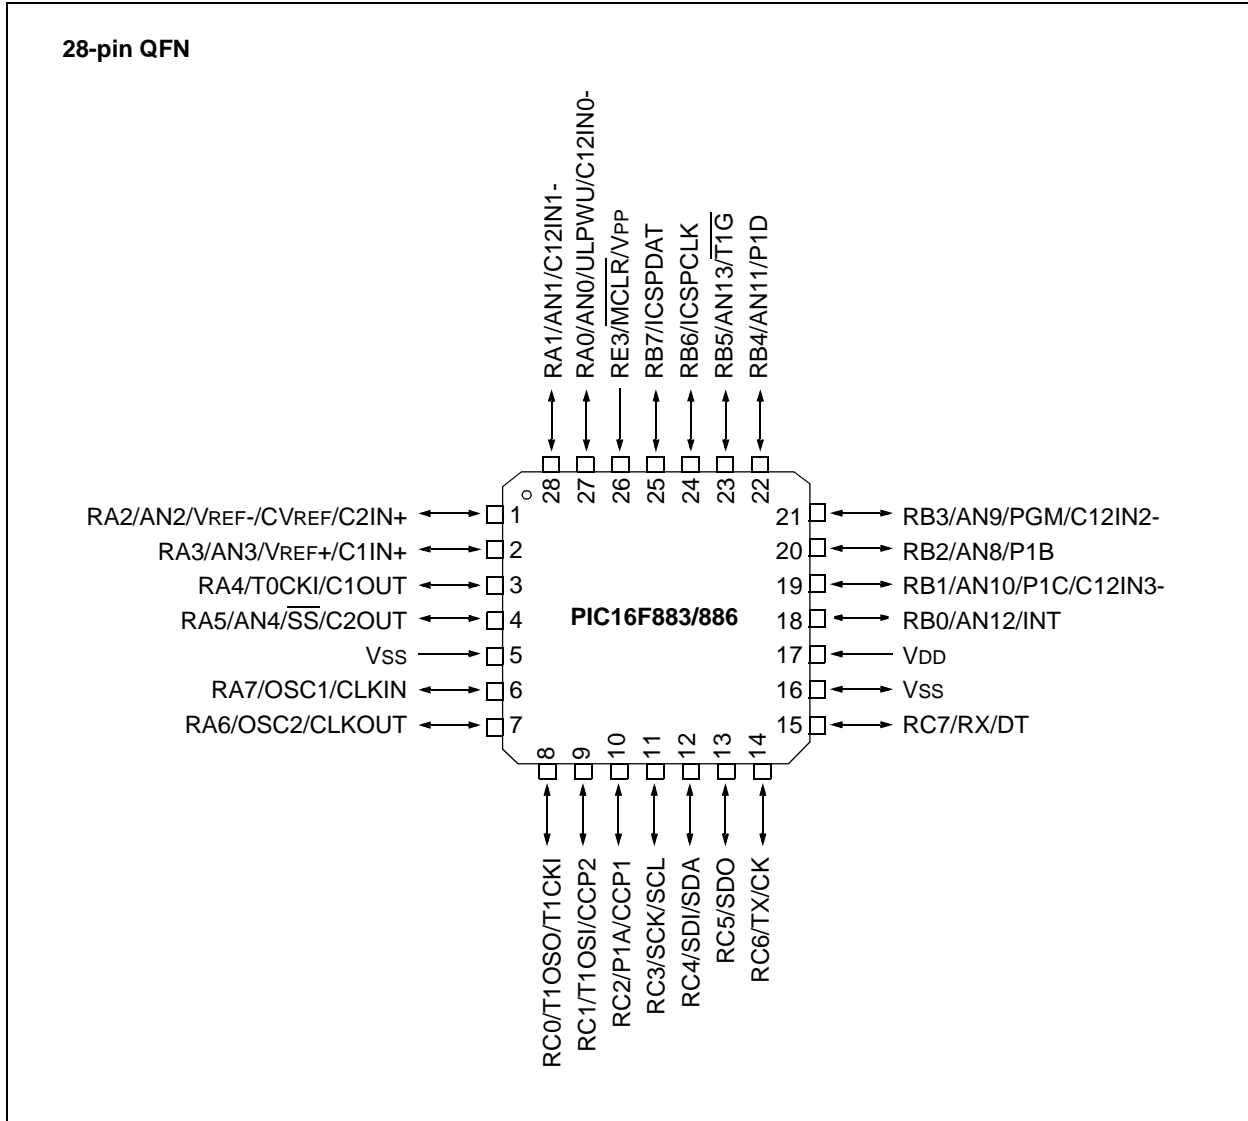 28-pin QFN
RA1/AN1/C12IN1-
RA0/AN0/ULPWU/C12IN0-
RE3/MCLR/VPP
RB7/ICSPDAT
RB6/ICSPCLK
RB5/AN13/T1G
RB4/AN11/P1D
28
27
26
25
24
23
22
RA2/AN2/VREF-/CVREF/C2IN+
1
RA3/AN3/VREF+/C1IN+
2
RA4/T0CKI/C1OUT
3
RA5/AN4/SS/C2OUT
4
VSS
5
RA7/OSC1/CLKIN
6
RA6/OSC2/CLKOUT
7
PIC16F883/886
21
RB3/AN9/PGM/C12IN2-
20
RB2/AN8/P1B
19
RB1/AN10/P1C/C12IN3-
18
RB0/AN12/INT
17
VDD
16
VSS
15
RC7/RX/DT
8
9
10
11
12
13
14
RC0/T1OSO/T1CKI
RC1/T1OSI/CCP2
RC2/P1A/CCP1
RC3/SCK/SCL
RC4/SDI/SDA
RC5/SDO
RC6/TX/CK